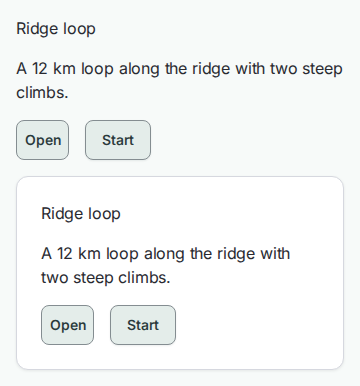 Ridge loop
A 12 km loop along the ridge with two steep
climbs.
Open
Start
Ridge loop
A 12 km loop along the ridge with
two steep climbs.
Open
Start